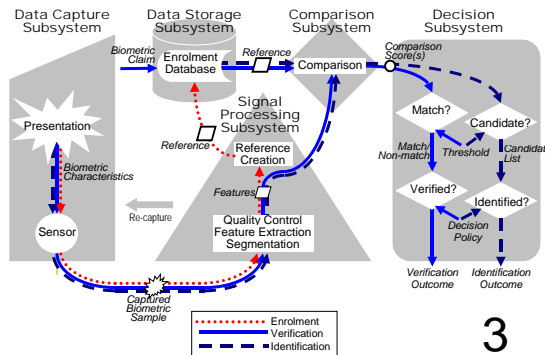 Data Capture
Subsystem
Data Storage
Subsystem
Comparison
Subsystem
Decision
Subsystem
Biometric
Claim
Enrolment
Database
Reference
Comparison
Comparison
Score(s)
Presentation
Signal
Processing
Subsystem
Match?
Candidate?
Reference
Reference
Creation
Match/
Non-match
Threshold
Candidate
List
Biometric
Characteristics
Features
Verified?
Identified?
Re-capture
Sensor
Quality Control
Feature Extraction
Segmentation
Decision
Policy
Captured
Biometric
Sample
Verification
Outcome
Identification
Outcome
Enrolment
Verification
Identification
3